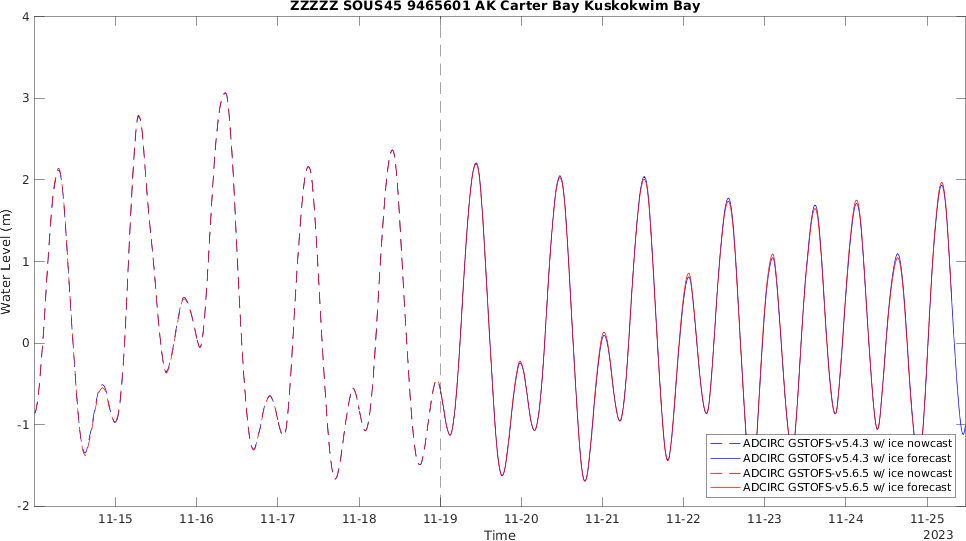 ZZZZZ SOUS45 9465601 AK Carter Bay Kuskokwim Bay
4
3
2
1
0
-1
-2
Water Level (m)
ADCIRC GSTOFS-v5.4.3 w/ ice nowcast
ADCIRC GSTOFS-v5.4.3 w/ ice forecast
ADCIRC GSTOFS-v5.6.5 w/ ice nowcast
ADCIRC GSTOFS-v5.6.5 w/ ice forecast
11-15 11-16 11-17 11-18 11-19 11-20 11-21 11-22 11-23 11-24 11-25
Time
2023